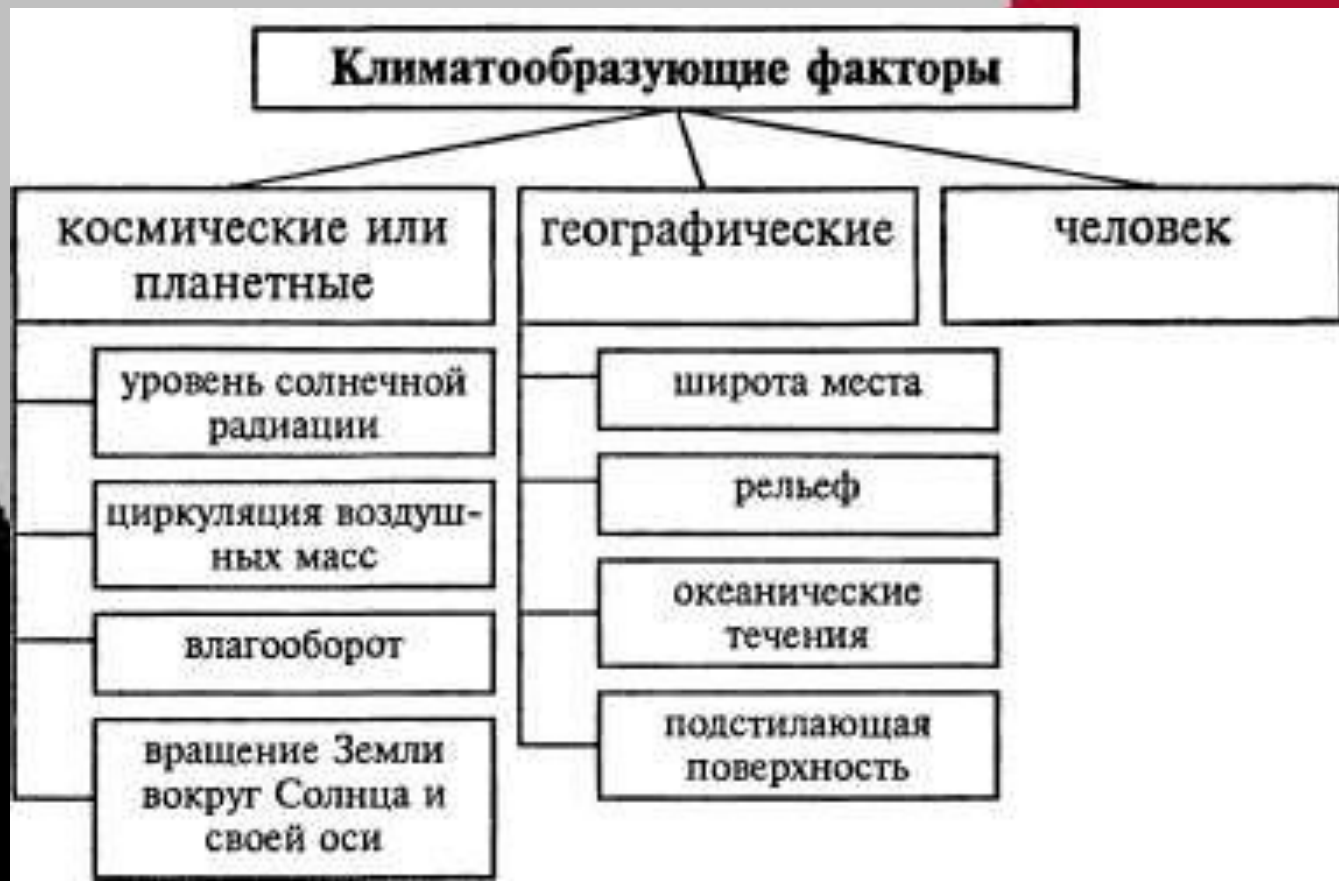 Климатообразующие факторы
космические или
планетные
уровень солнечной
радиации
циркуляция воздуш-
ных масс
влагооборот
вращение Земли
вокруг Солнца и
своей оси
географические
широта места
рельеф
океанические
течения
подстилающая
поверхность
человек